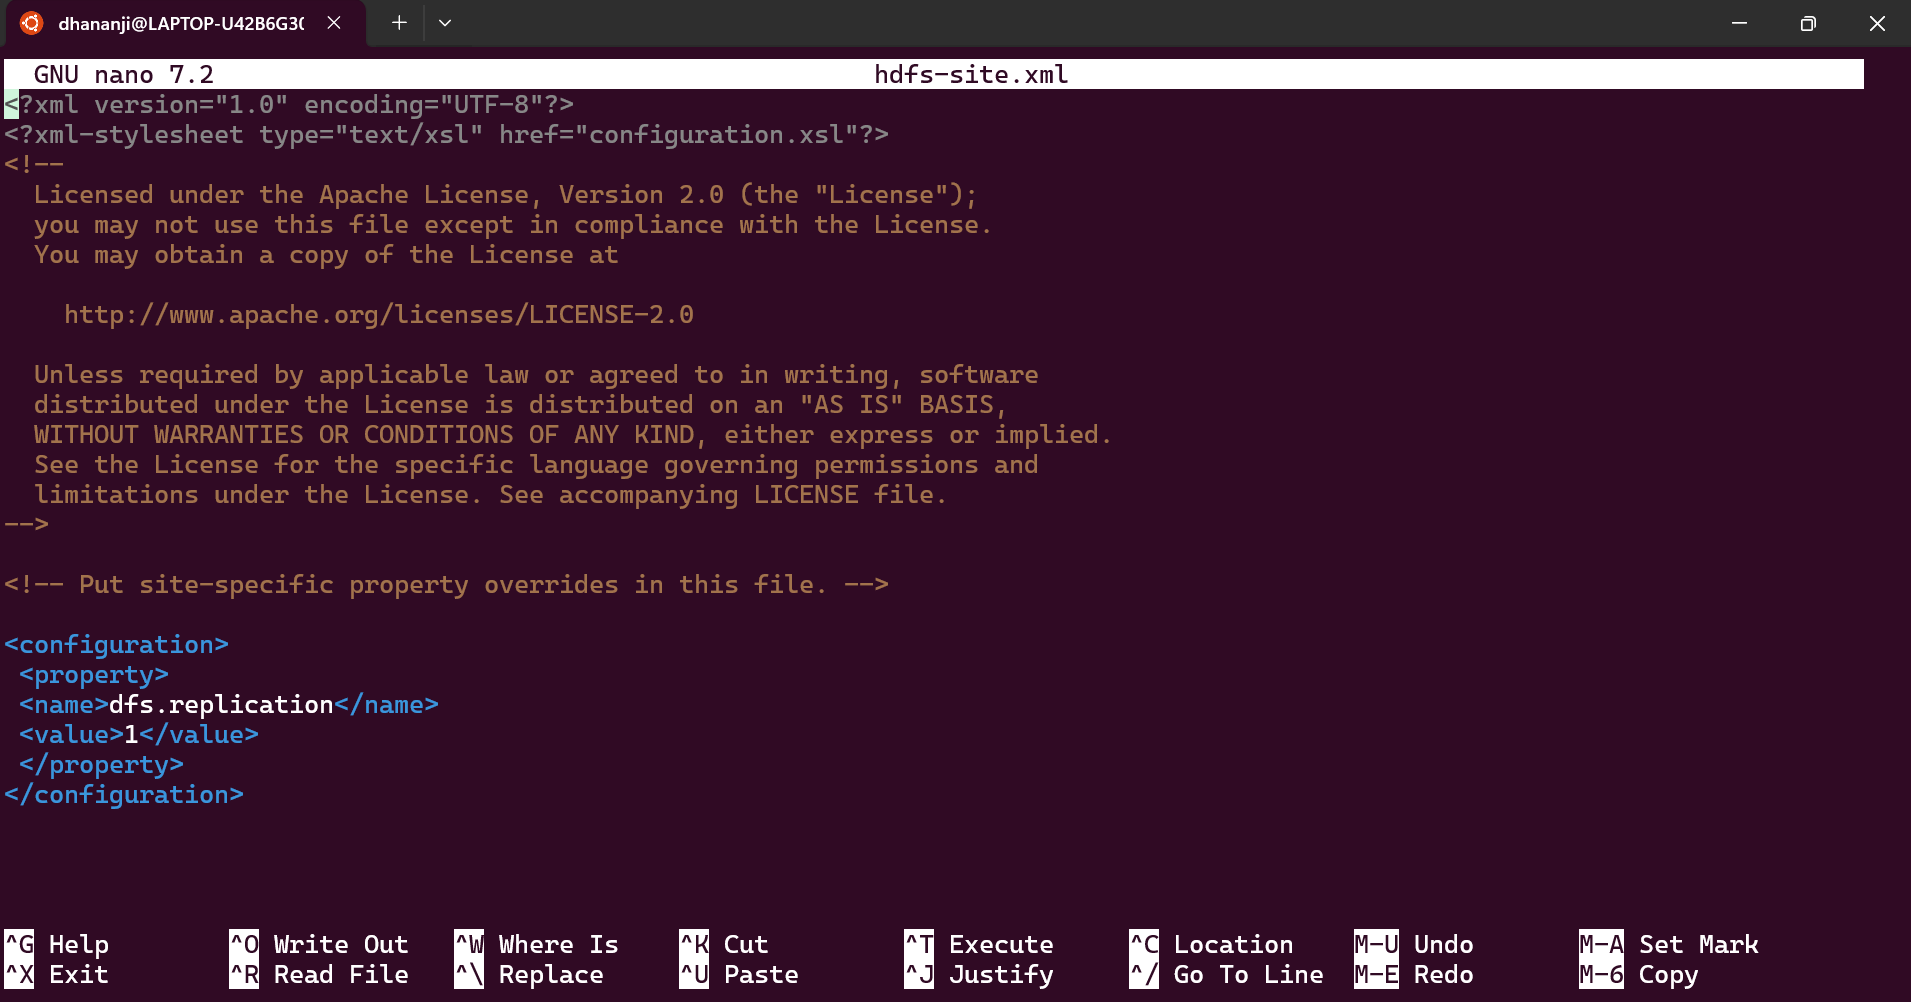 dhananji@LAPTOP-U42B6G3
GNU nano 7.2 hdfs-site.xml
<?xml version="1.0" encoding="UTF-8"?>
<?xml-stylesheet type="text/xsl" href="configuration.xsl"?>
<!--
  Licensed under the Apache License, Version 2.0 (the "License");
  you may not use this file except in compliance with the License.
  You may obtain a copy of the License at

    http://www.apache.org/licenses/LICENSE-2.0

  Unless required by applicable law or agreed to in writing, software
  distributed under the License is distributed on an "AS IS" BASIS,
  WITHOUT WARRANTIES OR CONDITIONS OF ANY KIND, either express or implied.
  See the License for the specific language governing permissions and
  limitations under the License. See accompanying LICENSE file.
-->

<!-- Put site-specific property overrides in this file. -->

<configuration>
 <property>
 <name>dfs.replication</name>
 <value>1</value>
 </property>
</configuration>
^G Help ^O Write Out ^W Where Is ^K Cut ^T Execute ^C Location M-U Undo M-A Set Mark
^X Exit ^R Read File ^\ Replace ^U Paste ^J Justify ^/ Go To Line M-E Redo M-6 Copy